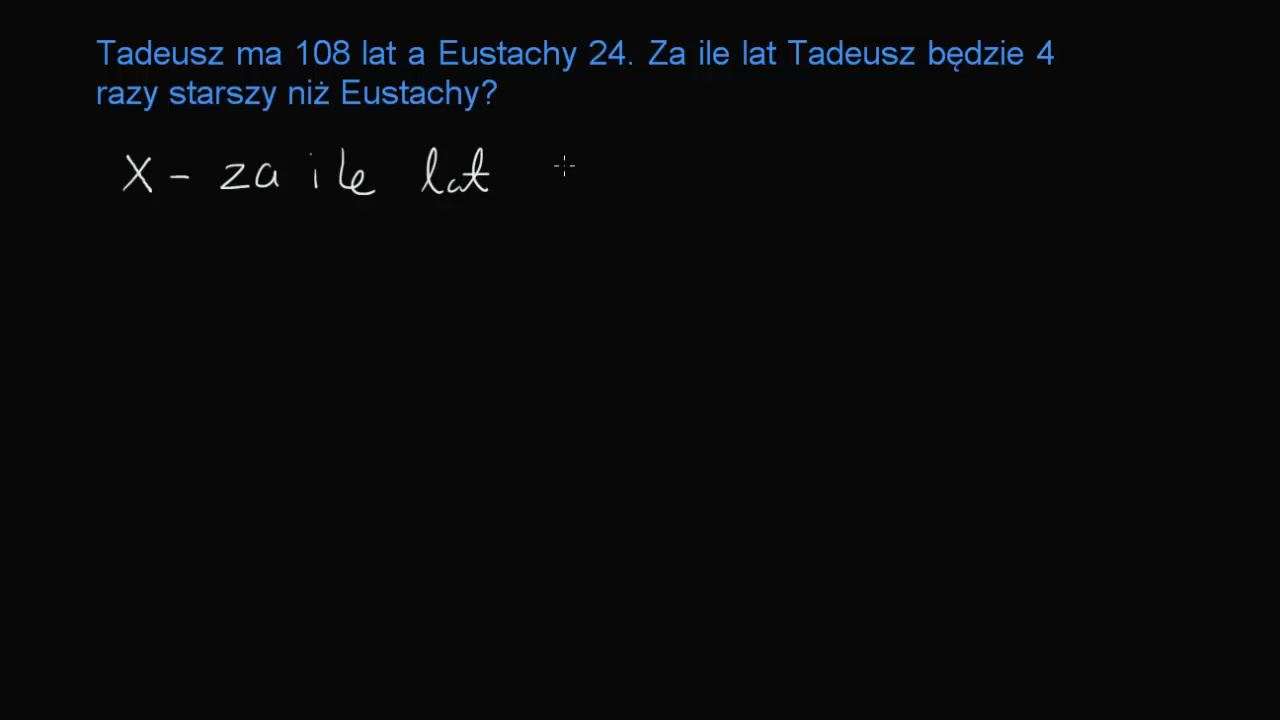 Tadeusz ma 108 lat a Eustachy 24. Za ile lat Tadeusz będzie 4
razy starszy niż Eustachy?
X - za ile lat